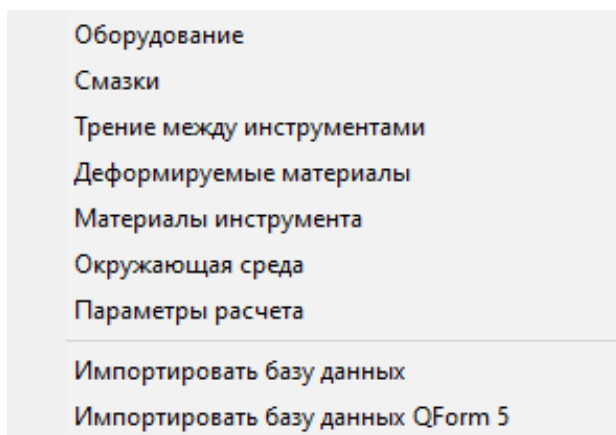 Оборудование
Смазки
Трение между инструментами
Деформируемые материалы
Материалы инструмента
Окружающая среда
Параметры расчета
Импортировать базу данных
Импортировать базу данных QForm 5